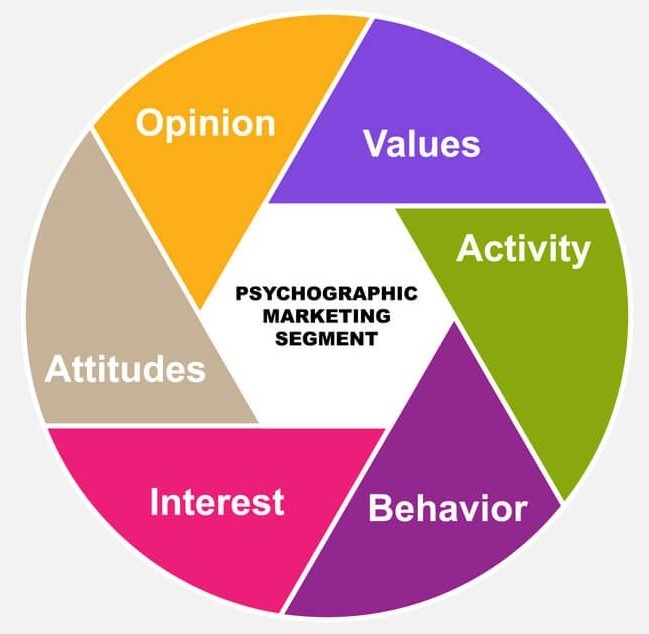 Opinion
Values
Activity
PSYCHOGRAPHIC
MARKETING
SEGMENT
Attitudes
Interest
Behavior